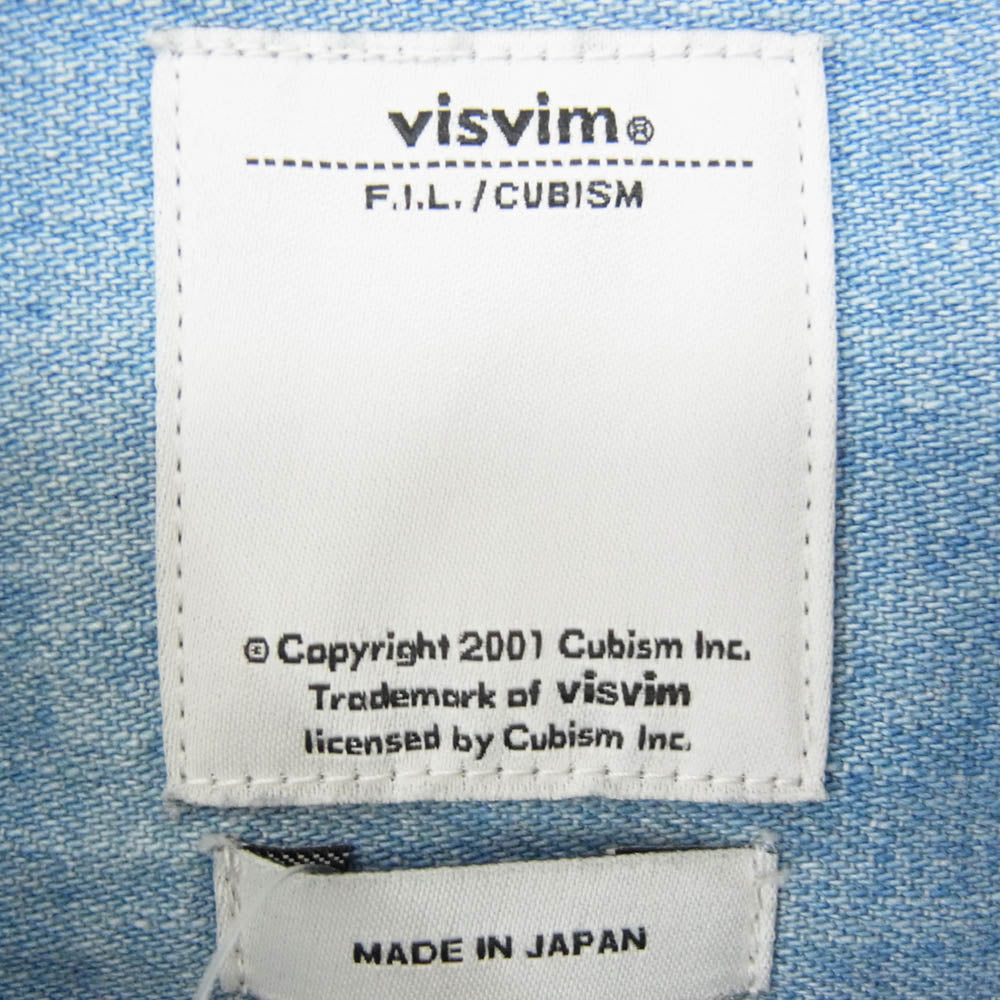 visvim®
F.I.L./CUBISM
© Copyright 2001 Cubism Inc.
Trademark of visvim
licensed by Cubism Inc.
MADE IN JAPAN